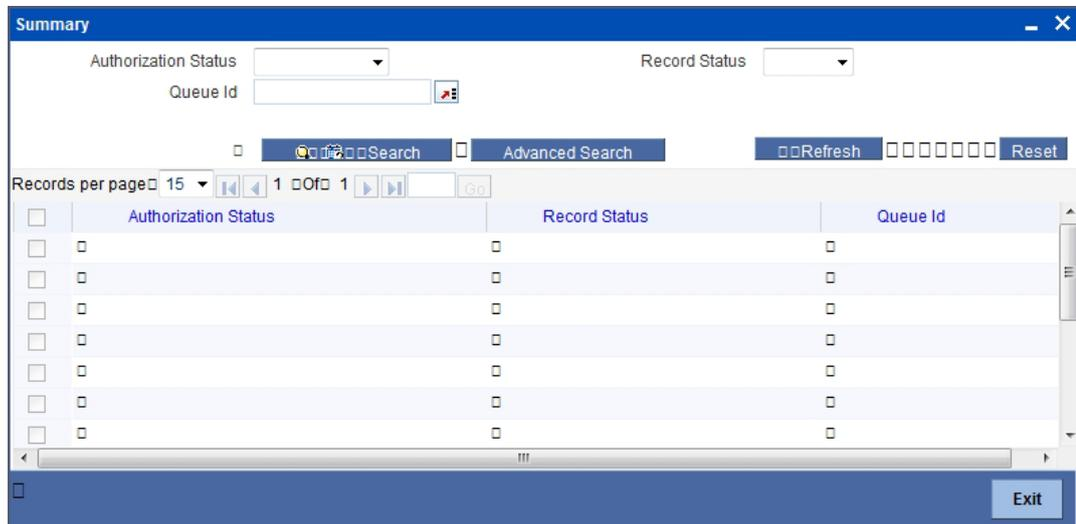 Summary
Authorization Status Record Status
Queue Id
Search Advanced Search Refresh Reset
Records per page 15 1 Of 1 Go
Authorization Status Record Status Queue Id
Exit